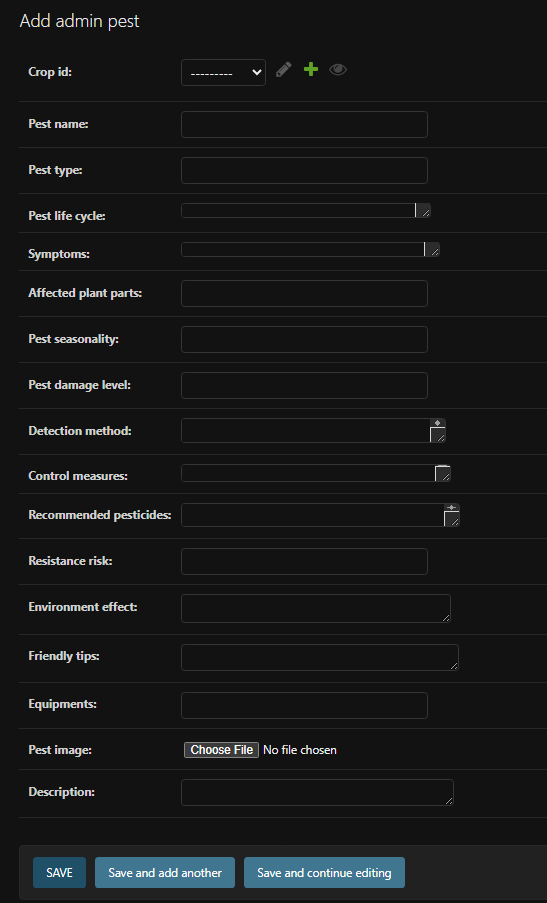 Add admin pest
Crop id:
---------
Pest name:
Pest type:
Pest life cycle:
Symptoms:
Affected plant parts:
Pest seasonality:
Pest damage level:
Detection method:
Control measures:
Recommended pesticides:
Resistance risk:
Environment effect:
Friendly tips:
Equipments:
Pest image:
Choose File No file chosen
Description:
SAVE
Save and add another
Save and continue editing